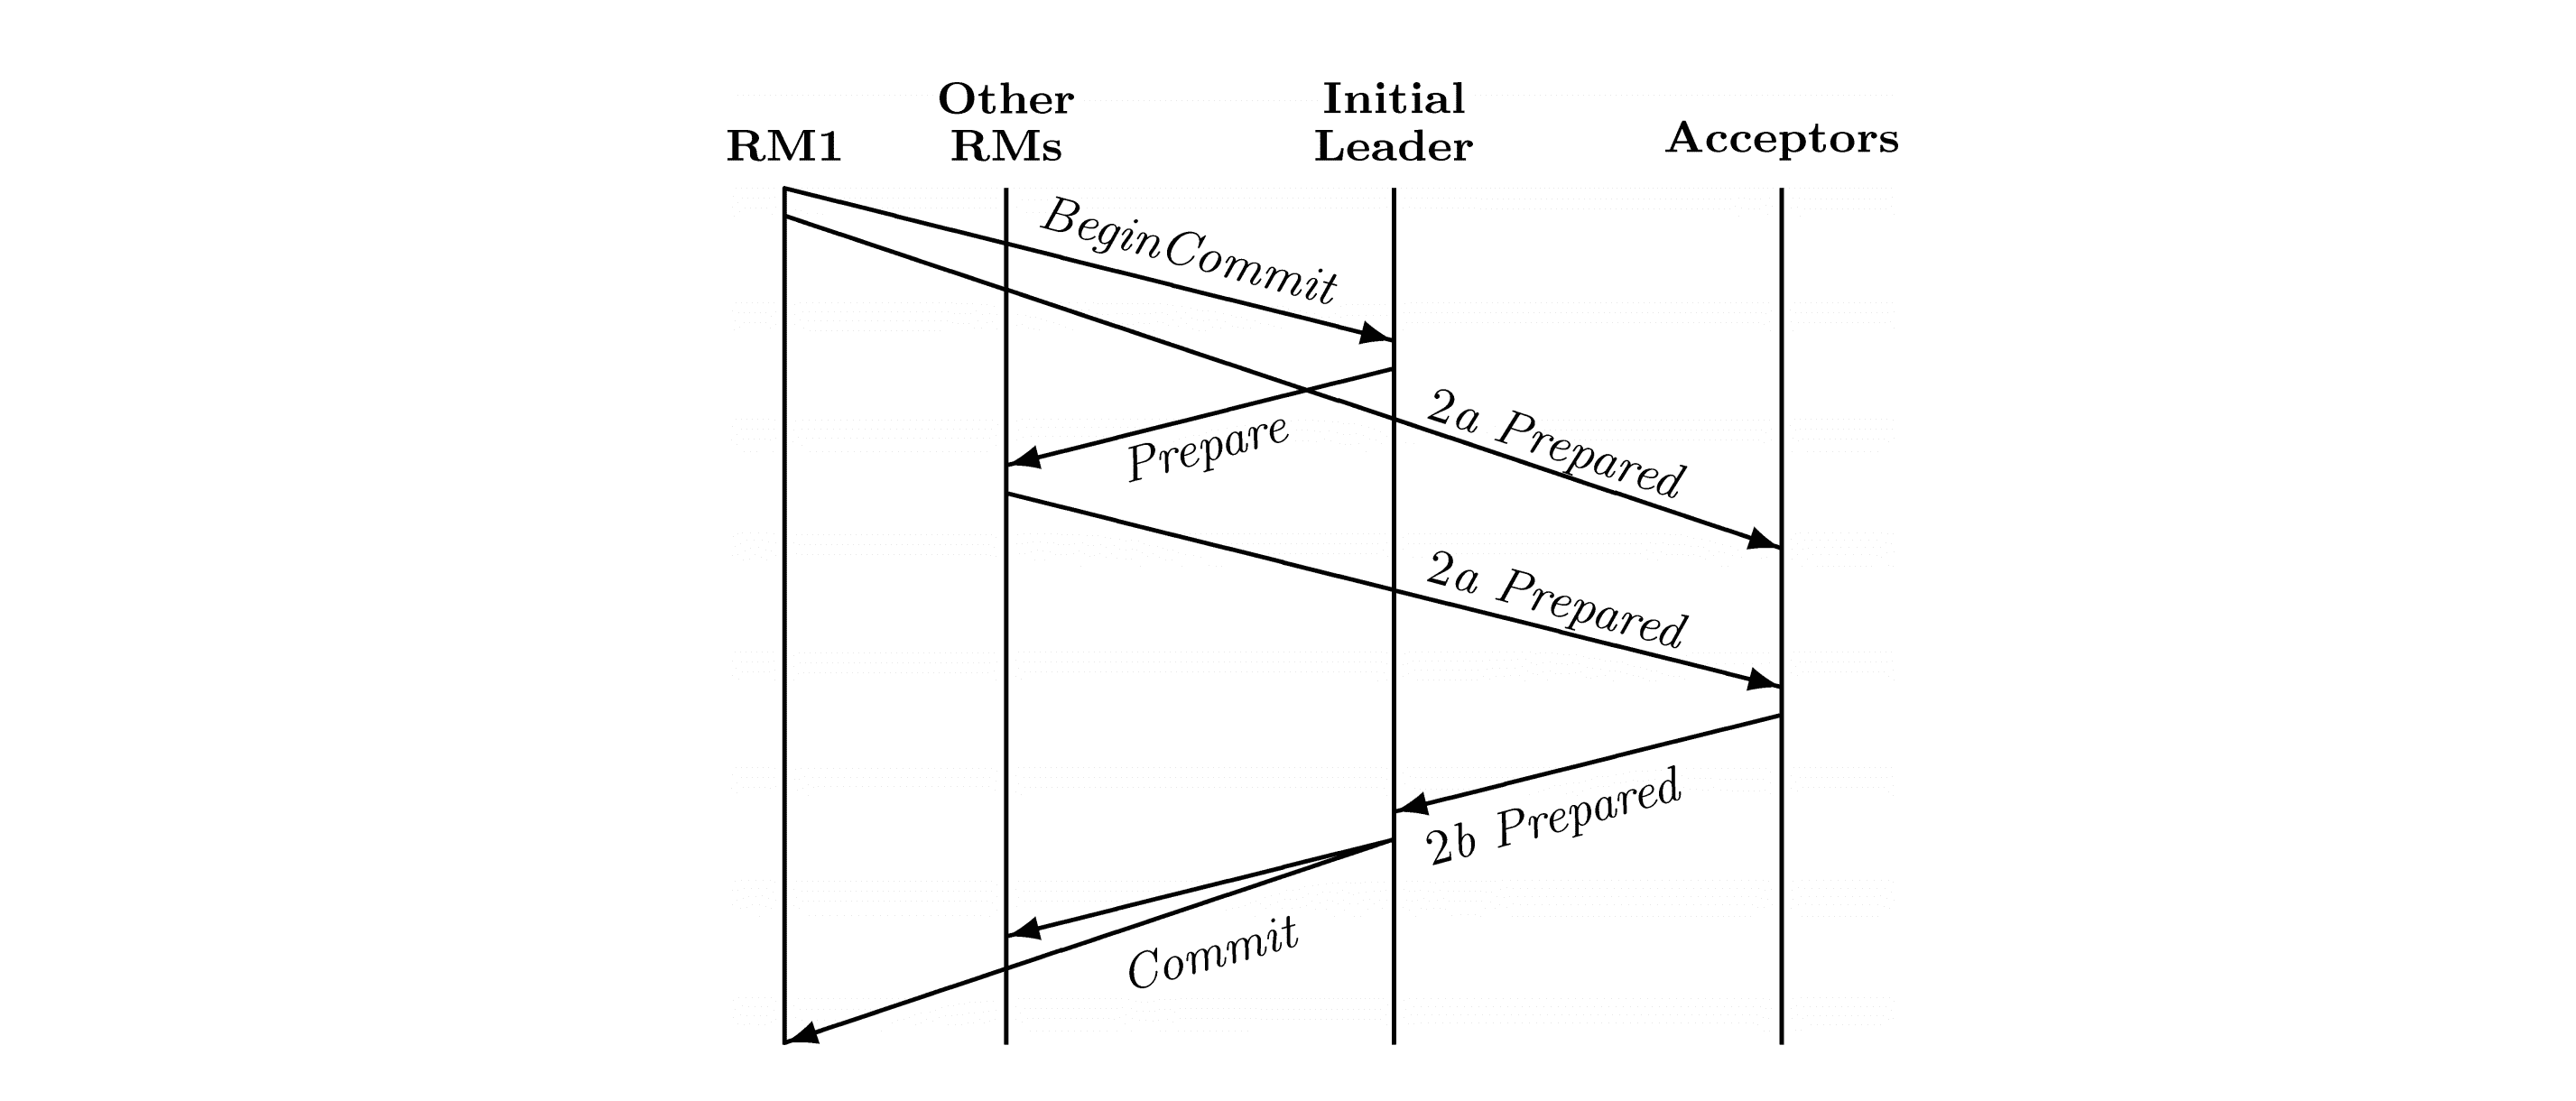 RM1
Other
RMs
Initial
Leader
Acceptors
BeginCommit
Prepare
2a Prepared
2a Prepared
2b Prepared
Commit